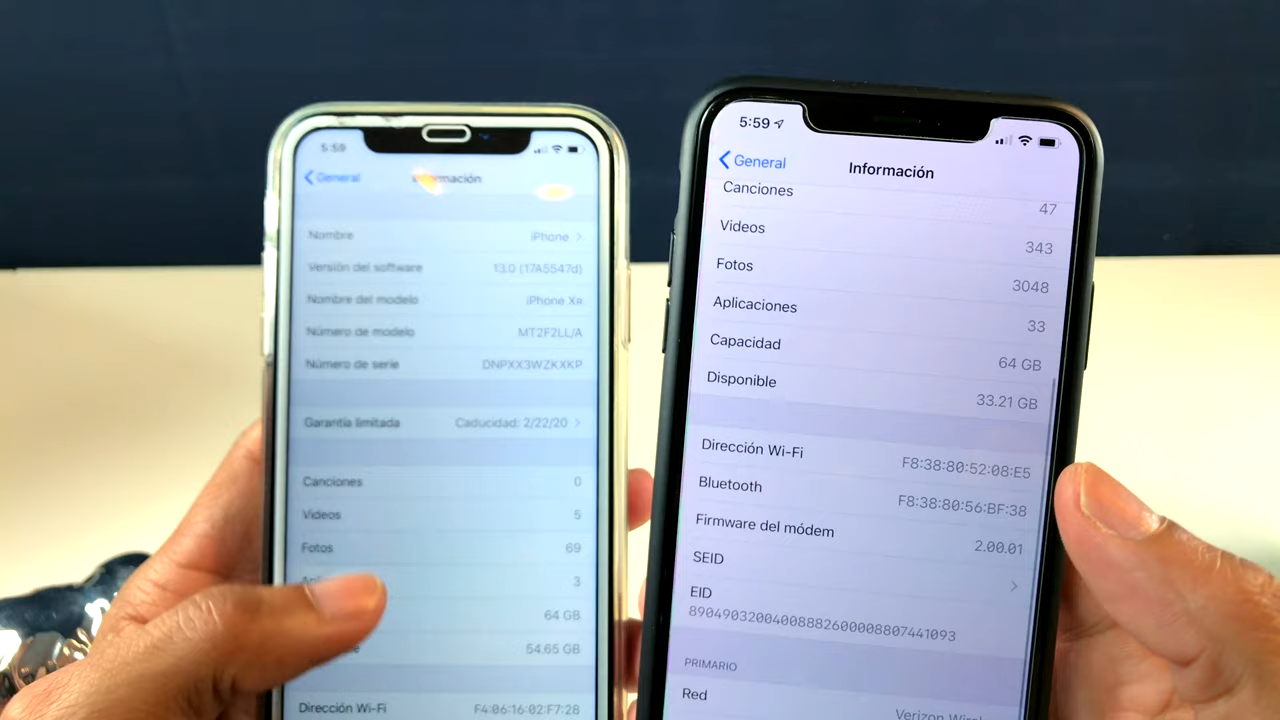 5:59
General
Información
Nombre iPhone
Versión del software 13.0 (17A5547d)
Nombre del modelo iPhone XR
Número de modelo MT2F2LL/A
Número de serie DNPXX3WZKXKP
Garantía limitada Caducidad: 2/22/20
Canciones 0
Videos 5
Fotos 69
3
64 GB
54.65 GB
Dirección Wi-Fi F4:06:16:02:F7:28
5:59
General
Información
Canciones 47
Videos 343
Fotos 3048
Aplicaciones 33
Capacidad 64 GB
Disponible 33.21 GB
Dirección Wi-Fi F8:38:80:52:08:E5
Bluetooth F8:38:80:56:BF:38
Firmware del módem 2.00.01
SEID
EID
89049032004008882600008807441093
PRIMARIO
Red Verizon